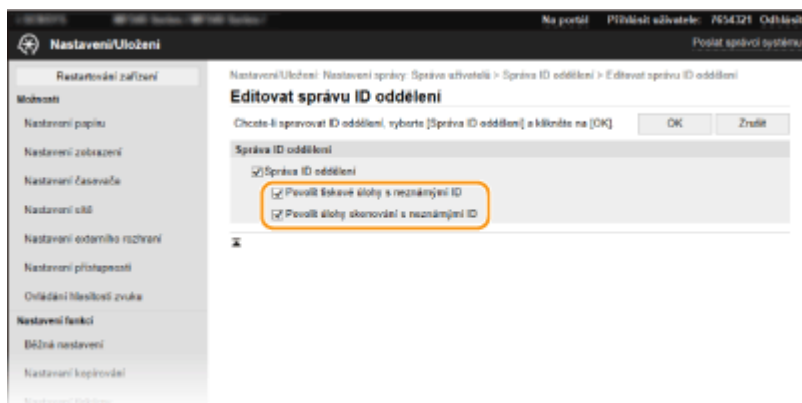 Na portál Přihlásit uživatele: 7654321 Odhlásit
Nastavení/Uložení
Poslat správci systému
Restartování zařízení
Nastavení/Uložení: Nastavení správy: Správa uživatelů > Správa ID oddělení > Editovat správu ID oddělení
Editovat správu ID oddělení
Možnosti
Chcete-li spravovat ID oddělení, vyberte [Správa ID oddělení] a klikněte na [OK].
OK
Zrušit
Nastavení papíru
Správa ID oddělení
Nastavení zobrazení
Správa ID oddělení
Nastavení časovače
Povolit tiskové úlohy s neznámými ID
Nastavení sítě
Povolit úlohy skenování s neznámými ID
Nastavení externího rozhraní
Nastavení přístupnosti
Ovládání hlasitosti zvuku
Nastavení funkcí
Běžná nastavení
Nastavení kopírování